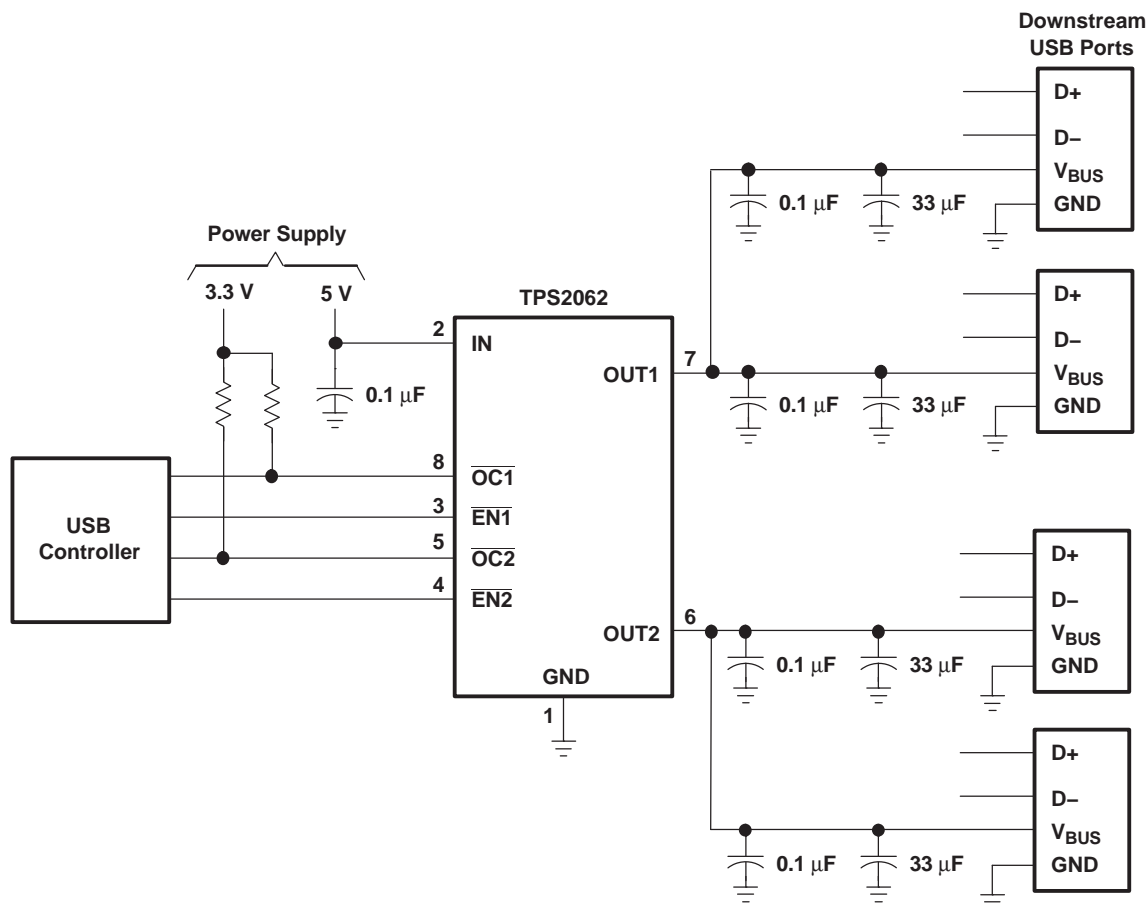 Downstream
USB Ports
D+
D–
VBUS
GND
0.1 μF
33 μF
Power Supply
3.3 V
5 V
0.1 μF
TPS2062
2
IN
7
OUT1
D+
D–
VBUS
GND
0.1 μF
33 μF
USB
Controller
8
OC1
3
EN1
5
OC2
4
EN2
6
OUT2
GND
1
D+
D–
VBUS
GND
0.1 μF
33 μF
D+
D–
VBUS
GND
0.1 μF
33 μF